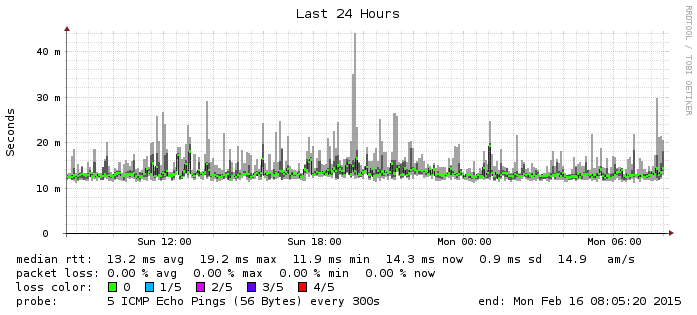 Last 24 Hours
RRDTOOL / TOBI OETIKER
Seconds
40 m
30 m
20 m
10 m
0
Sun 12:00 Sun 18:00 Mon 00:00 Mon 06:00
median rtt: 13.2 ms avg 19.2 ms max 11.9 ms min 14.3 ms now 0.9 ms sd 14.9 am/s
packet loss: 0.00 % avg 0.00 % max 0.00 % min 0.00 % now
loss color: 0 1/5 2/5 3/5 4/5
probe: 5 ICMP Echo Pings (56 Bytes) every 300s end: Mon Feb 16 08:05:20 2015